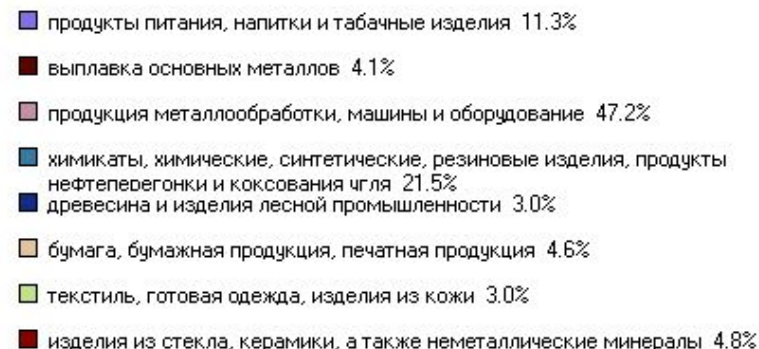 продукты питания, напитки и табачные изделия 11.3%
выплавка основных металлов 4.1%
продукция металлообработки, машины и оборудование 47.2%
химикаты, химические, синтетические, резиновые изделия, продукты
нефтеперегонки и коксования угля 21.5%
древесина и изделия лесной промышленности 3.0%
бумага, бумажная продукция, печатная продукция 4.6%
текстиль, готовая одежда, изделия из кожи 3.0%
изделия из стекла, керамики, а также неметаллические минералы 4.8%